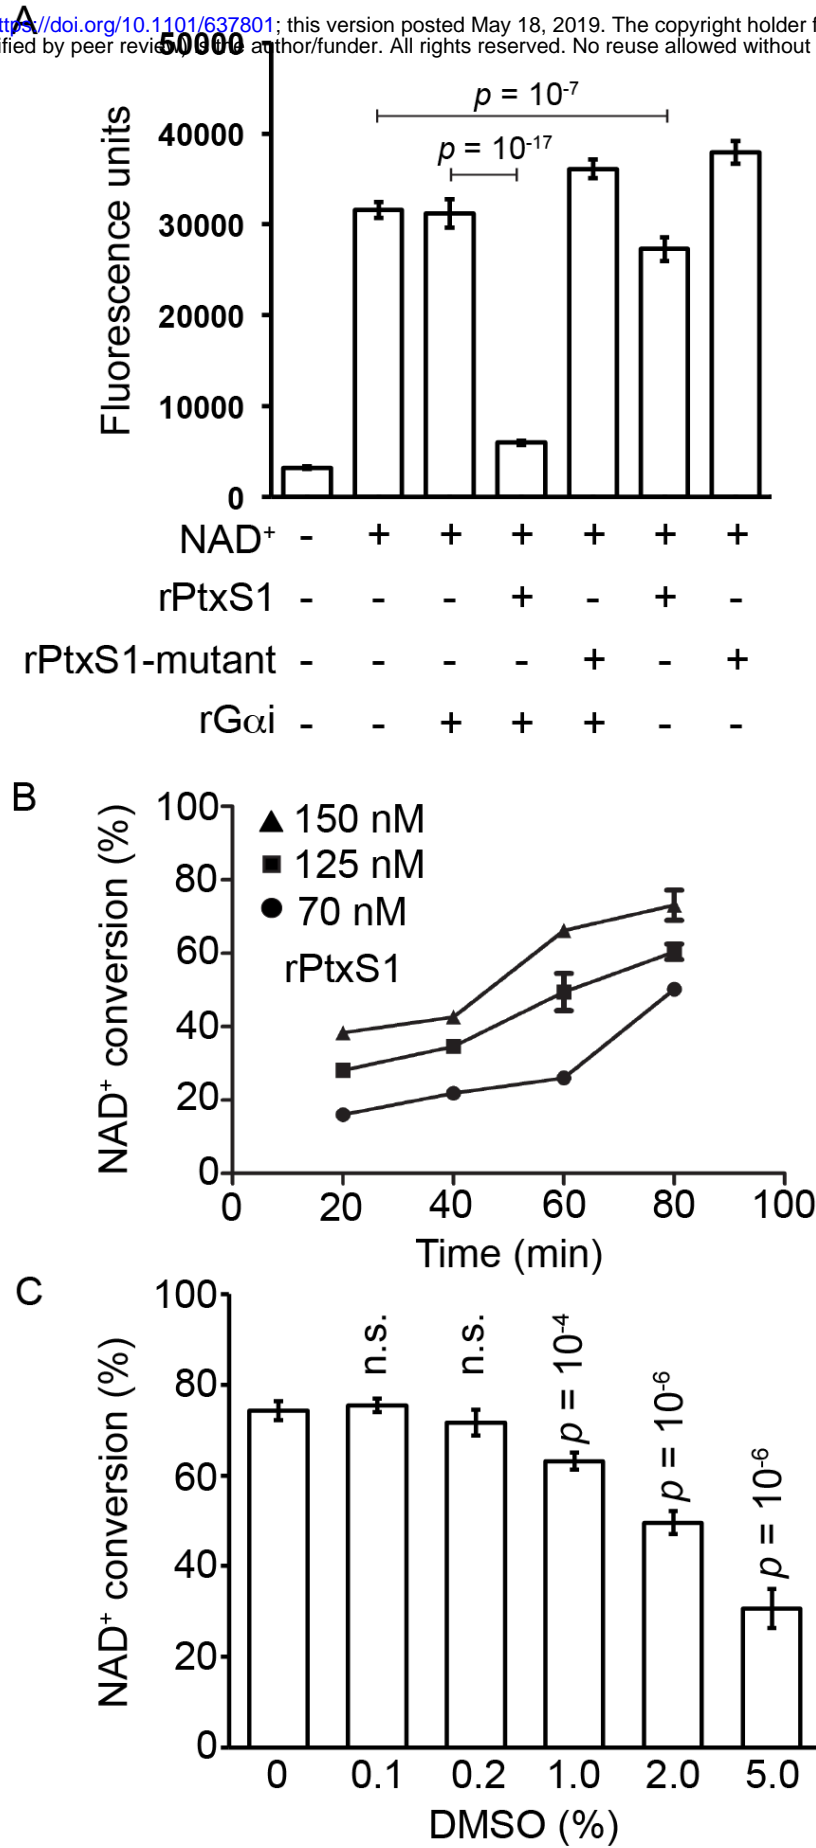 A
ttps://doi.org/10.1101/637801; this version posted May 18, 2019. The copyright holder f
ified by peer review) is the author/funder. All rights reserved. No reuse allowed without
50000
p = 10-7
40000
p = 10-17
30000
20000
10000
0
Fluorescence units
NAD+ - + + + + + +
rPtxS1 - - - + - + -
rPtxS1-mutant - - - - + - +
rGαi - - + + + - -
B
100
80
60
40
20
0
NAD+ conversion (%)
150 nM
125 nM
70 nM
rPtxS1
0 20 40 60 80 100
Time (min)
C
100
80
60
40
20
0
NAD+ conversion (%)
n.s.
n.s.
p = 10-4
p = 10-6
p = 10-6
0 0.1 0.2 1.0 2.0 5.0
DMSO (%)